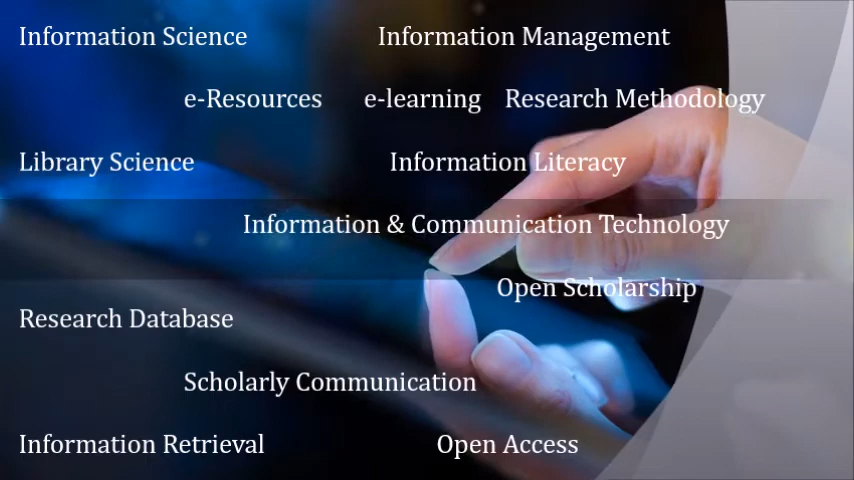 Information Science Information Management
e-Resources e-learning Research Methodology
Library Science Information Literacy
Information & Communication Technology
Open Scholarship
Research Database
Scholarly Communication
Information Retrieval Open Access